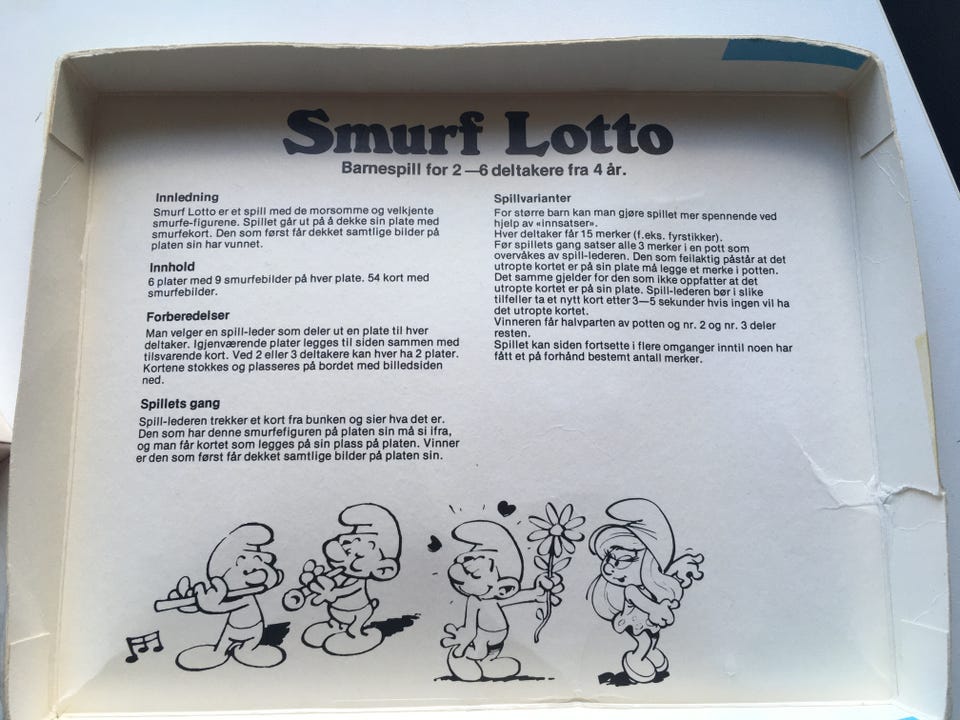 Smurf Lotto
Barnespill for 2—6 deltakere fra 4 år.
Innledning
Smurf Lotto er et spill med de morsomme og velkjente
smurfe-figurene. Spillet går ut på å dekke sin plate med
smurfekort. Den som først får dekket samtlige bilder på
platen sin har vunnet.
Innhold
6 plater med 9 smurfebilder på hver plate. 54 kort med
smurfebilder.
Forberedelser
Man velger en spill-leder som deler ut en plate til hver
deltaker. Igjenværende plater legges til siden sammen med
tilsvarende kort. Ved 2 eller 3 deltakere kan hver ha 2 plater.
Kortene stokkes og plasseres på bordet med billedsiden
ned.
Spillets gang
Spill-lederen trekker et kort fra bunken og sier hva det er.
Den som har denne smurfefiguren på platen sin må si ifra,
og man får kortet som legges på sin plass på platen. Vinner
er den som først får dekket samtlige bilder på platen sin.
Spillvarianter
For større barn kan man gjøre spillet mer spennende ved
hjelp av «innsatser».
Hver deltaker får 15 merker (f.eks. fyrstikker).
Før spillets gang satser alle 3 merker i en pott som
overvåkes av spill-lederen. Den som feilaktig påstår at det
utropte kortet er på sin plate må legge et merke i potten.
Det samme gjelder for den som ikke oppfatter at det
utropte kortet er på sin plate. Spill-lederen bør i slike
tilfeller ta et nytt kort etter 3—5 sekunder hvis ingen vil ha
det utropte kortet.
Vinneren får halvparten av potten og nr. 2 og nr. 3 deler
resten.
Spillet kan siden fortsette i flere omganger inntil noen har
fått et på forhånd bestemt antall merker.